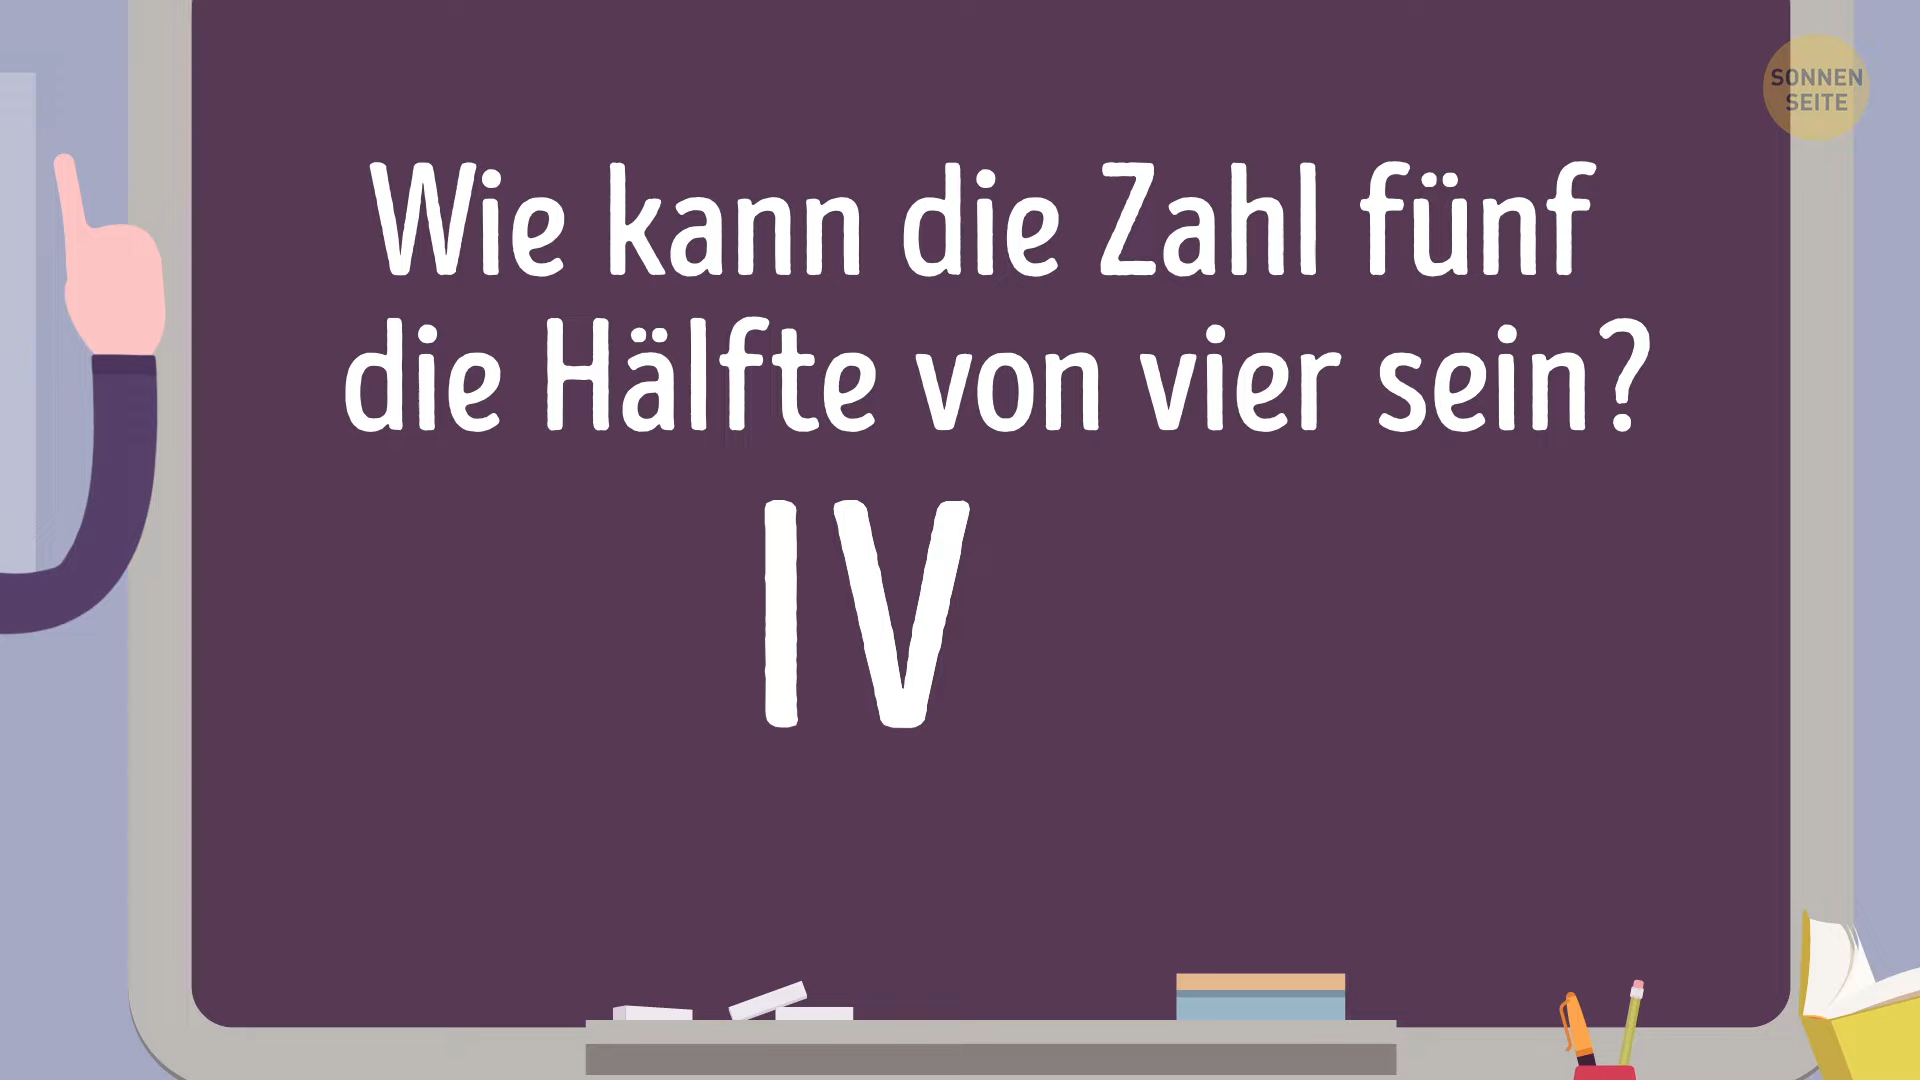 SONNEN
SEITE
Wie kann die Zahl fünf
die Hälfte von vier sein?
IV